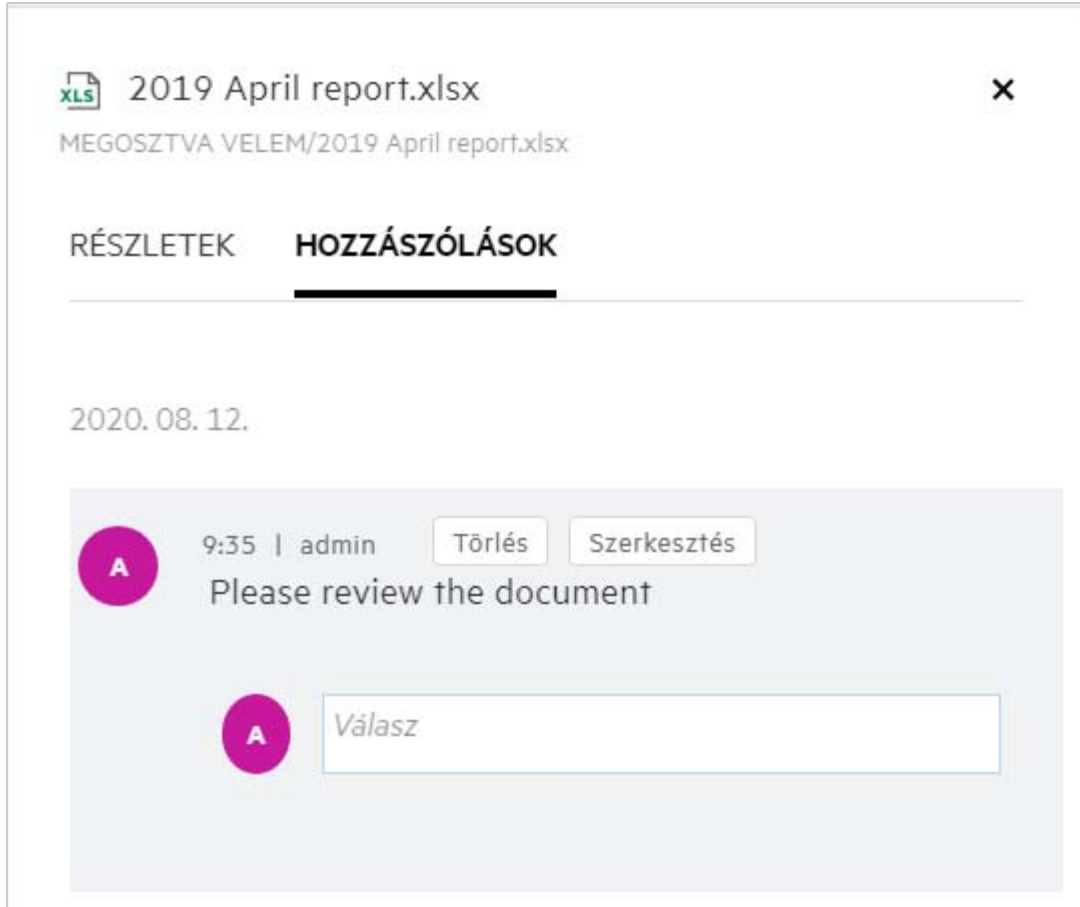 XLS 2019 April report.xlsx ×
MEGOSZTVA VELEM/2019 April report.xlsx
RÉSZLETEK HOZZÁSZÓLÁSOK
2020. 08. 12.
A 9:35 | admin Törlés Szerkesztés
Please review the document
A Válasz